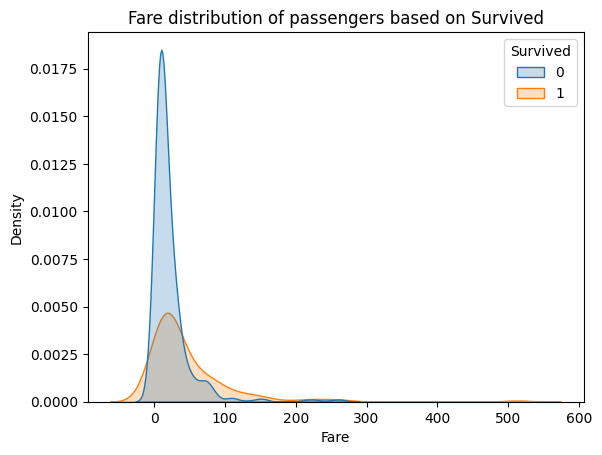 Fare distribution of passengers based on Survived
Survived
0
1
0.0175
0.0150
0.0125
0.0100
0.0075
0.0050
0.0025
0.0000
Density
0 100 200 300 400 500 600
Fare